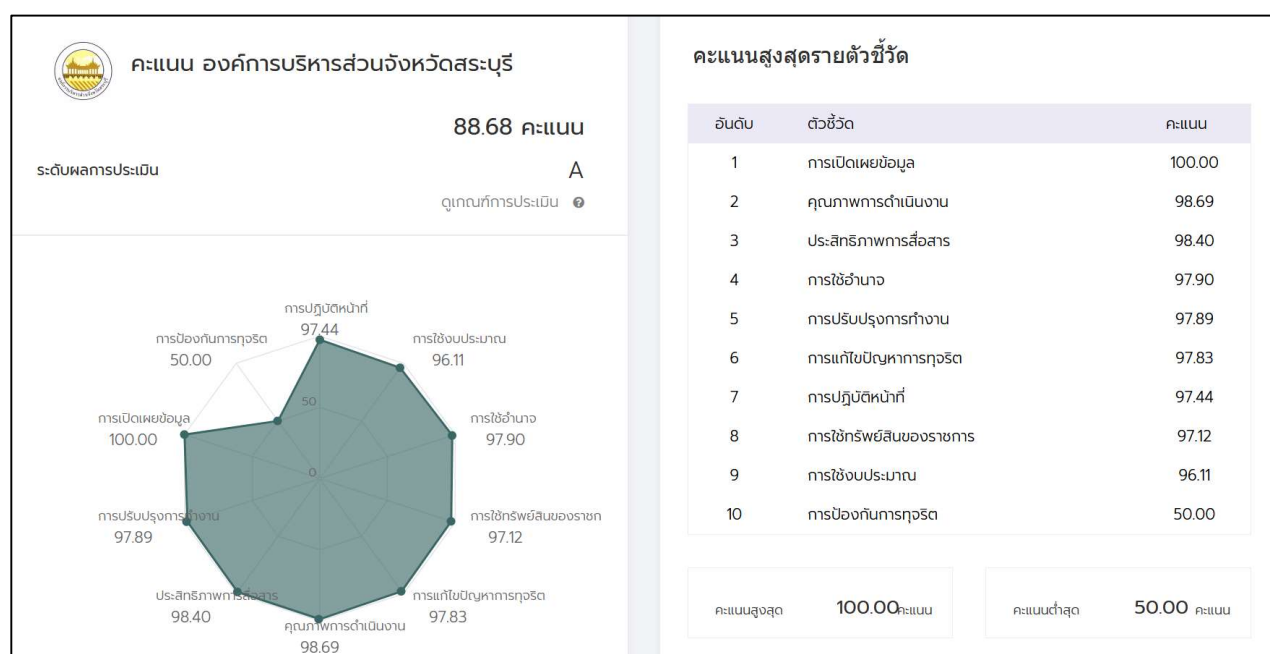 คะแนน องค์การบริหารส่วนจังหวัดสระบุรี
88.68 คะแนน
ระดับผลการประเมิน A
ดูเกณฑ์การประเมิน
การปฏิบัติหน้าที่
97.44
การป้องกันการทุจริต
50.00
การใช้งบประมาณ
96.11
50
การเปิดเผยข้อมูล
100.00
การใช้อำนาจ
97.90
0
การปรับปรุงการทำงาน
97.89
การใช้ทรัพย์สินของราชก
97.12
ประสิทธิภาพการสื่อสาร
98.40
การแก้ไขปัญหาการทุจริต
97.83
คุณภาพการดำเนินงาน
98.69
คะแนนสูงสุดรายตัวชี้วัด
อันดับ ตัวชี้วัด คะแนน
1 การเปิดเผยข้อมูล 100.00
2 คุณภาพการดำเนินงาน 98.69
3 ประสิทธิภาพการสื่อสาร 98.40
4 การใช้อำนาจ 97.90
5 การปรับปรุงการทำงาน 97.89
6 การแก้ไขปัญหาการทุจริต 97.83
7 การปฏิบัติหน้าที่ 97.44
8 การใช้ทรัพย์สินของราชการ 97.12
9 การใช้งบประมาณ 96.11
10 การป้องกันการทุจริต 50.00
คะแนนสูงสุด 100.00คะแนน
คะแนนต่ำสุด 50.00 คะแนน